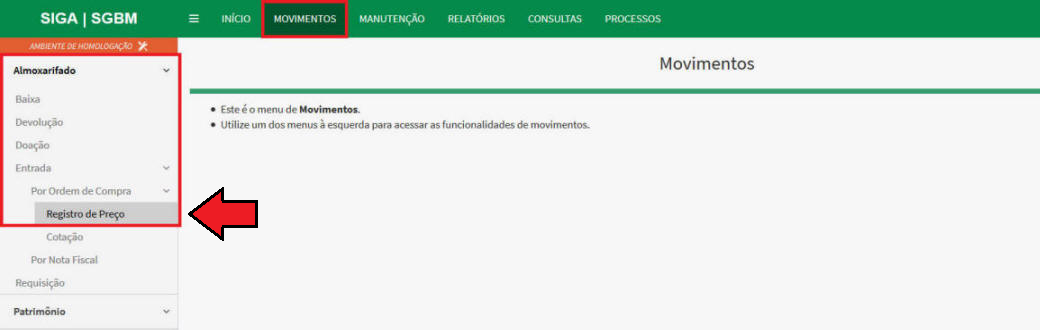 SIGA | SGBM
INÍCIO MOVIMENTOS MANUTENÇÃO RELATÓRIOS CONSULTAS PROCESSOS
AMBIENTE DE HOMOLOGAÇÃO
Almoxarifado
Baixa
Devolução
Doação
Entrada
Por Ordem de Compra
Registro de Preço
Cotação
Por Nota Fiscal
Requisição
Patrimônio
Movimentos
Este é o menu de Movimentos.
Utilize um dos menus à esquerda para acessar as funcionalidades de movimentos.